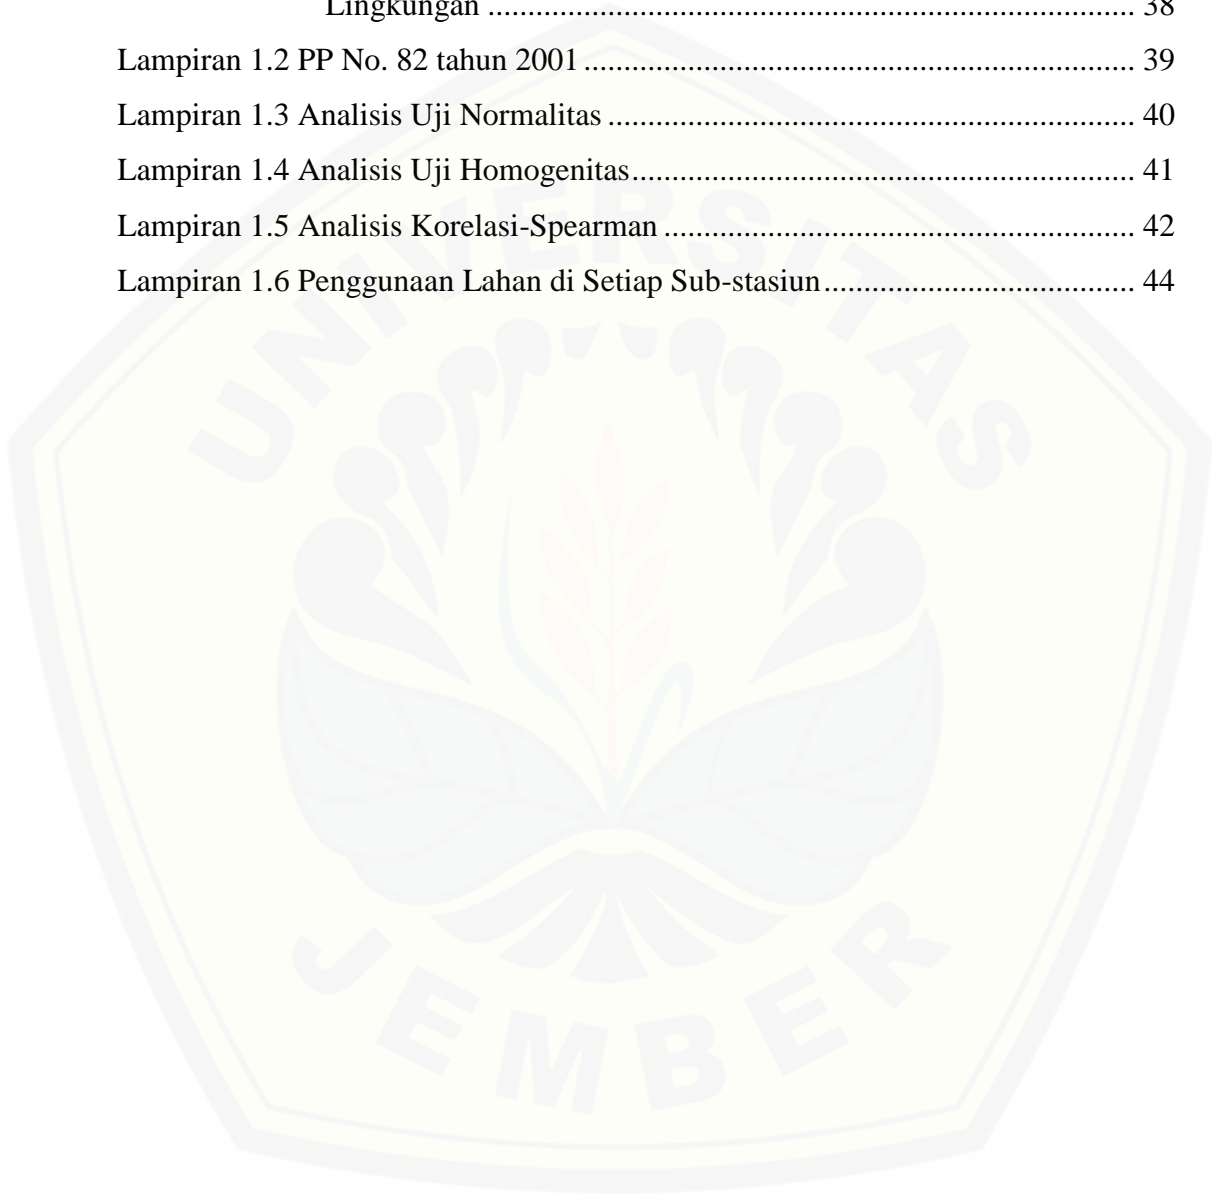 Lingkungan ................................................................................. 38
Lampiran 1.2 PP No. 82 tahun 2001 ..................................................................... 39
Lampiran 1.3 Analisis Uji Normalitas .................................................................. 40
Lampiran 1.4 Analisis Uji Homogenitas ............................................................... 41
Lampiran 1.5 Analisis Korelasi-Spearman ........................................................... 42
Lampiran 1.6 Penggunaan Lahan di Setiap Sub-stasiun ....................................... 44
UNIVERSITAS
JEMBER